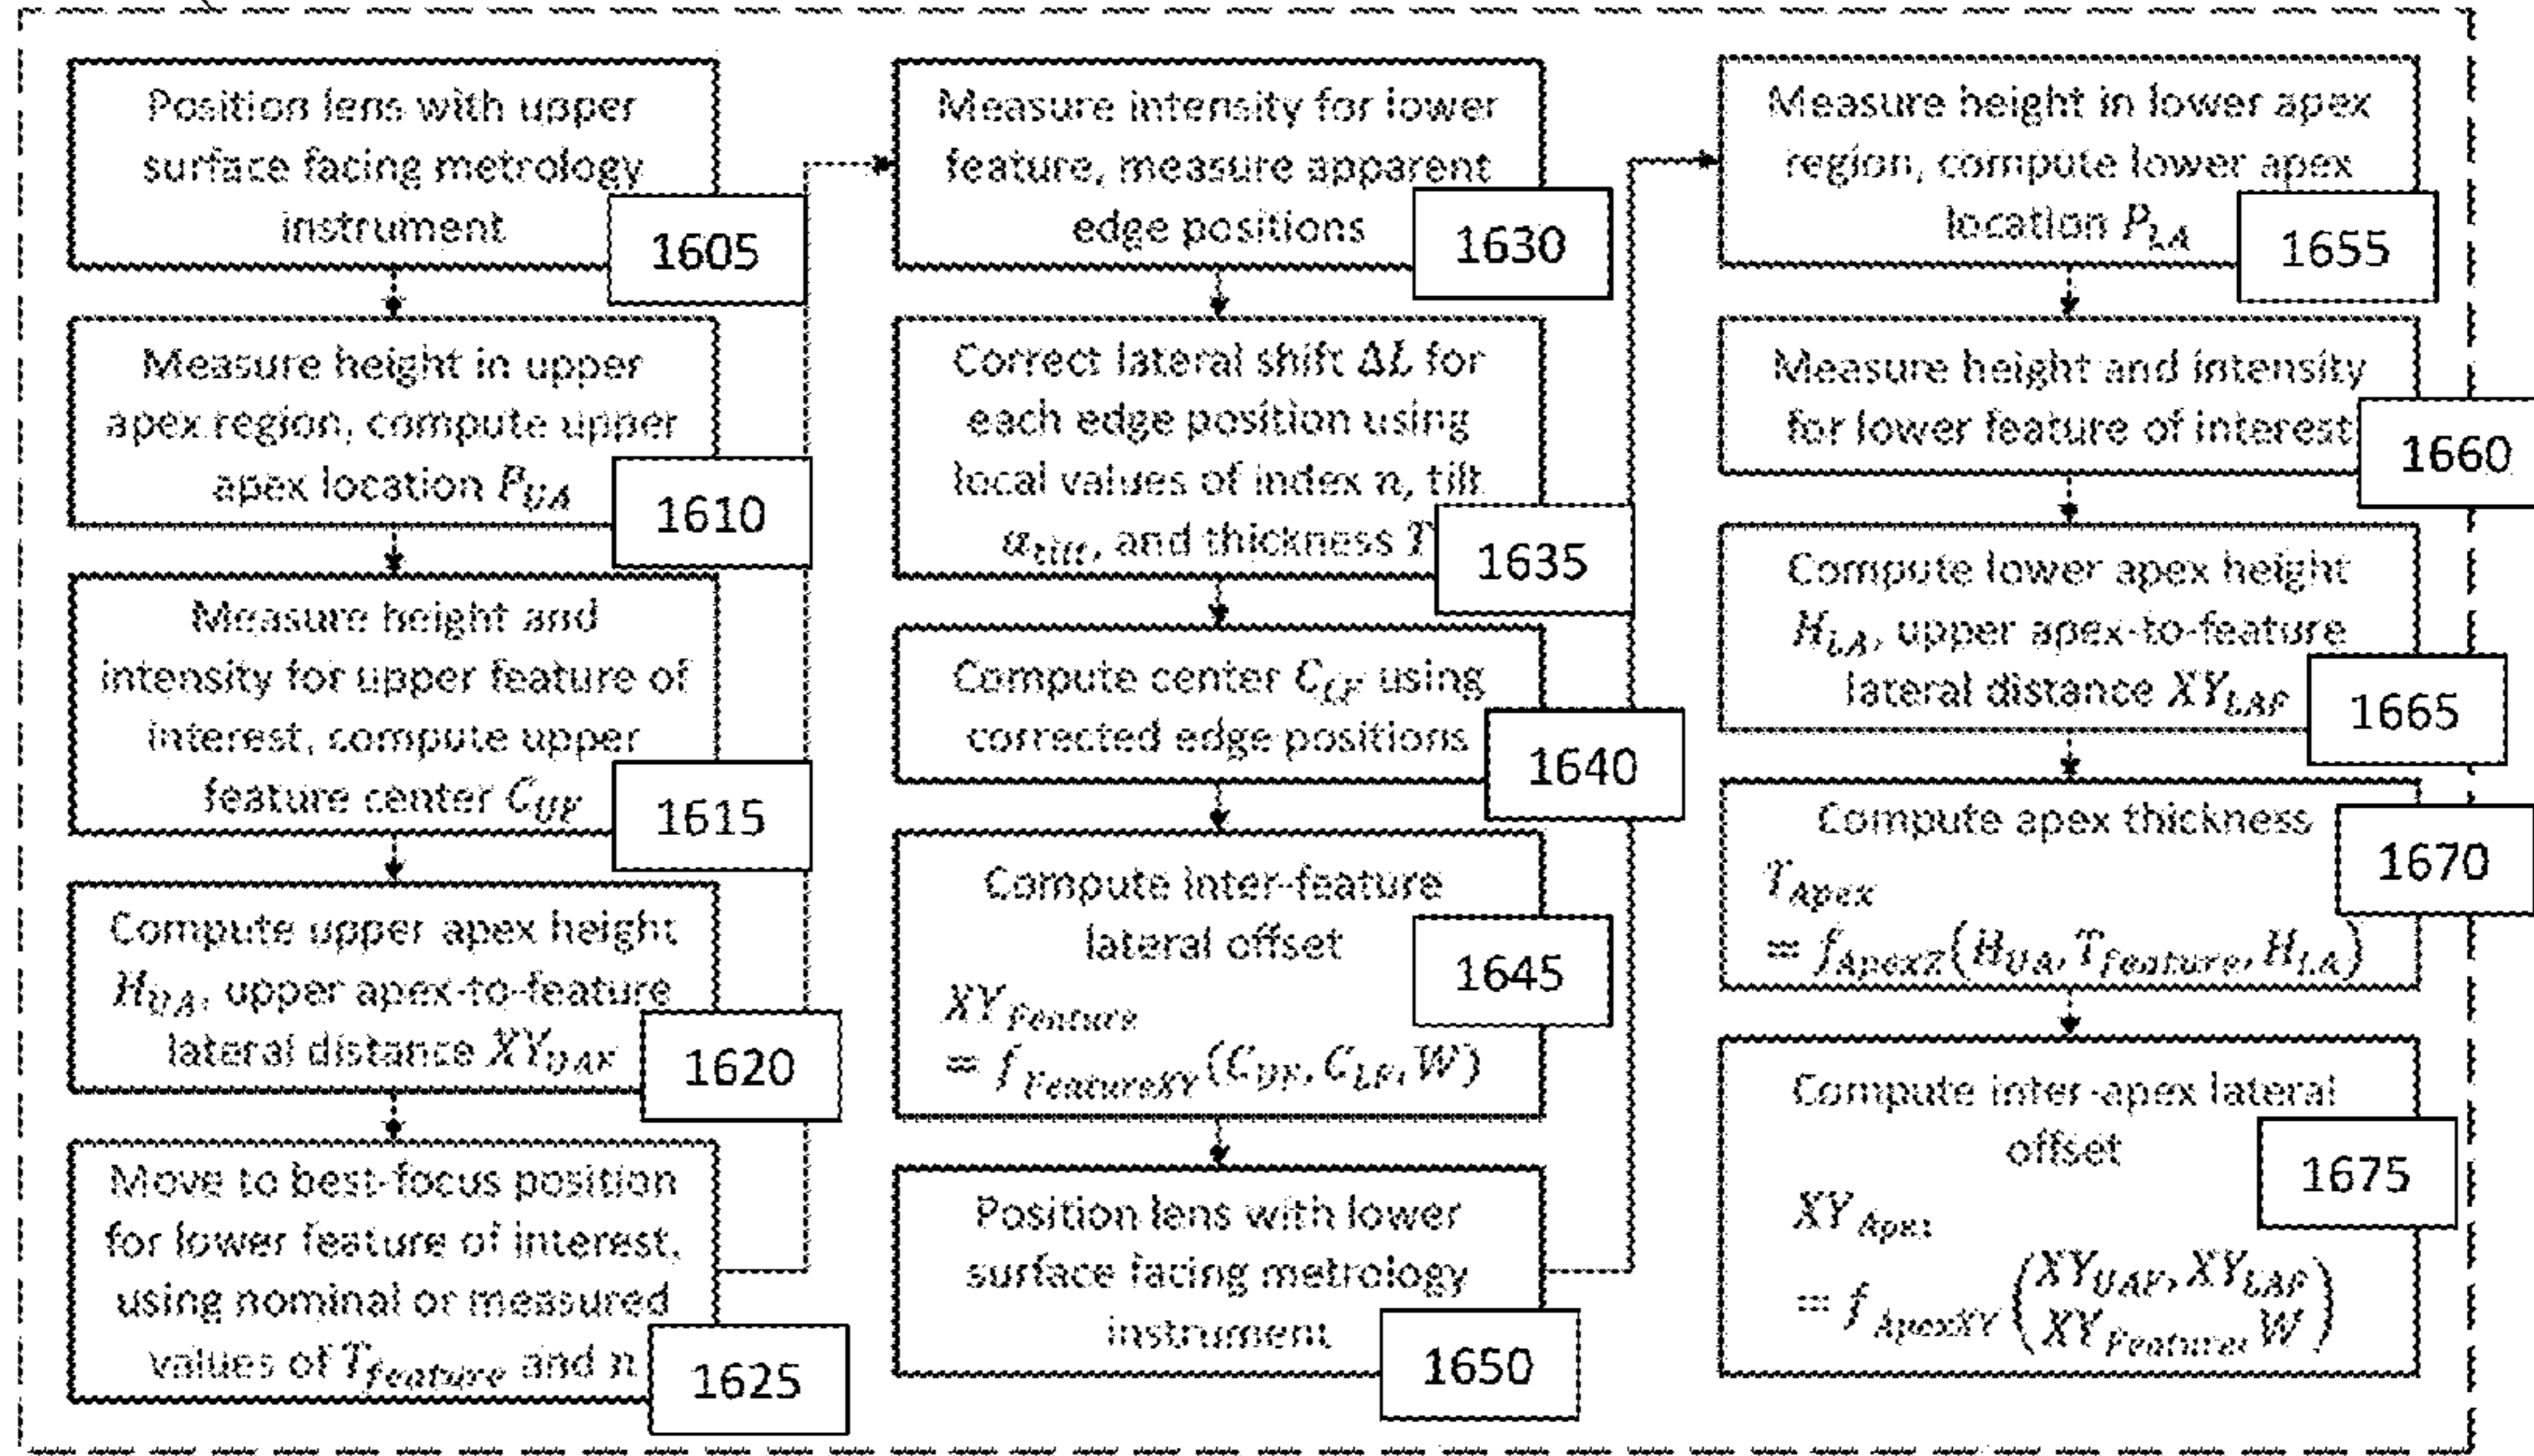 Position lens with upper
surface facing metrology
instrument
1605
Measure height in upper
apex region, compute upper
apex location P_UA
1610
Measure height and
intensity for upper feature of
interest, compute upper
feature center C_UF
1615
Compute upper apex height
H_UA, upper apex-to-feature
lateral distance XY_UAF
1620
Move to best-focus position
for lower feature of interest,
using nominal or measured
values of T_feature and n
1625
Measure intensity for lower
feature, measure apparent
edge positions
1630
Correct lateral shift ΔL for
each edge position using
local values of index n, tilt
α_tilt, and thickness T
1635
Compute center C_LF using
corrected edge positions
1640
Compute inter-feature
lateral offset
XY_Feature
= f_FeatureXY (C_UF, C_LF, W)
1645
Position lens with lower
surface facing metrology
instrument
1650
Measure height in lower apex
region, compute lower apex
location P_LA
1655
Measure height and intensity
for lower feature of interest
1660
Compute lower apex height
H_LA, upper apex-to-feature
lateral distance XY_LAF
1665
Compute apex thickness
T_Apex
= f_ApexZ (H_UA, T_Feature, H_LA)
1670
Compute inter-apex lateral
offset
XY_Apex
= f_ApexXY (XY_UAF, XY_LAF
XY_Feature, W)
1675